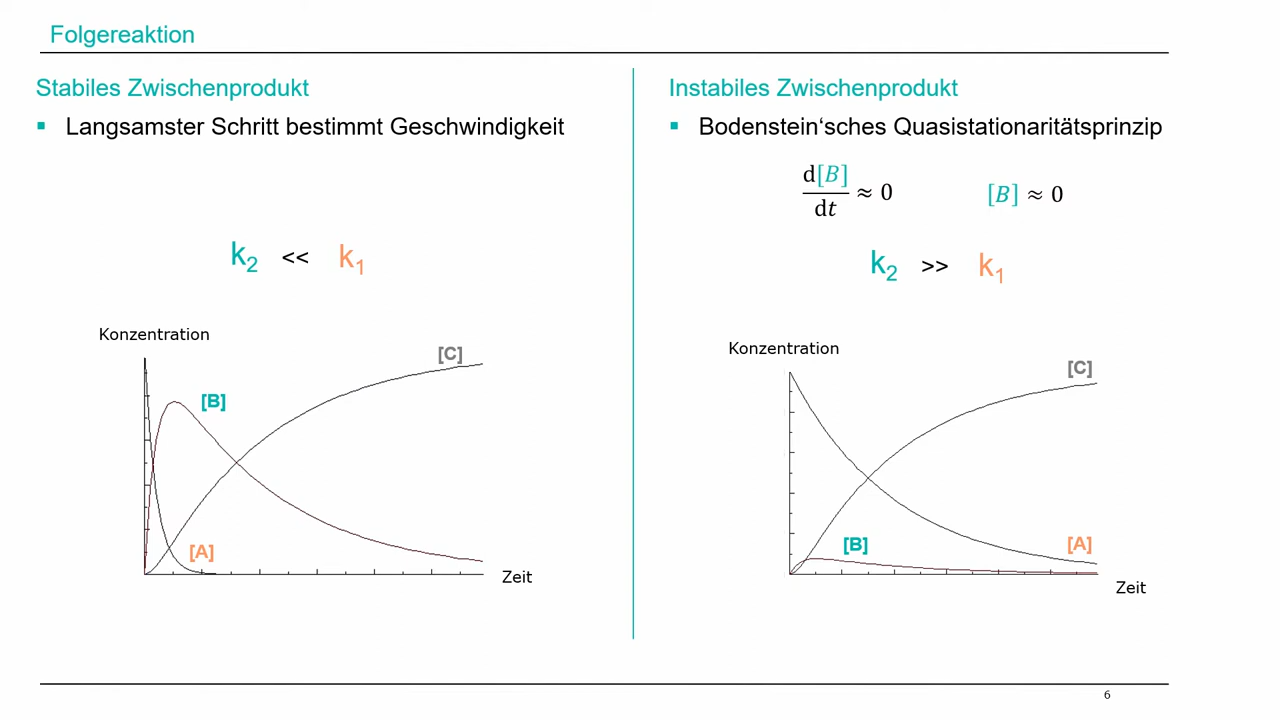 Folgereaktion
Stabiles Zwischenprodukt
▪ Langsamster Schritt bestimmt Geschwindigkeit
k₂ << k₁
Konzentration
[C]
[B]
[A]
Zeit
Instabiles Zwischenprodukt
▪ Bodenstein‘sches Quasistationaritätsprinzip
d[B]/dt ≈ 0 [B] ≈ 0
k₂ >> k₁
Konzentration
[C]
[B]
[A]
Zeit
6